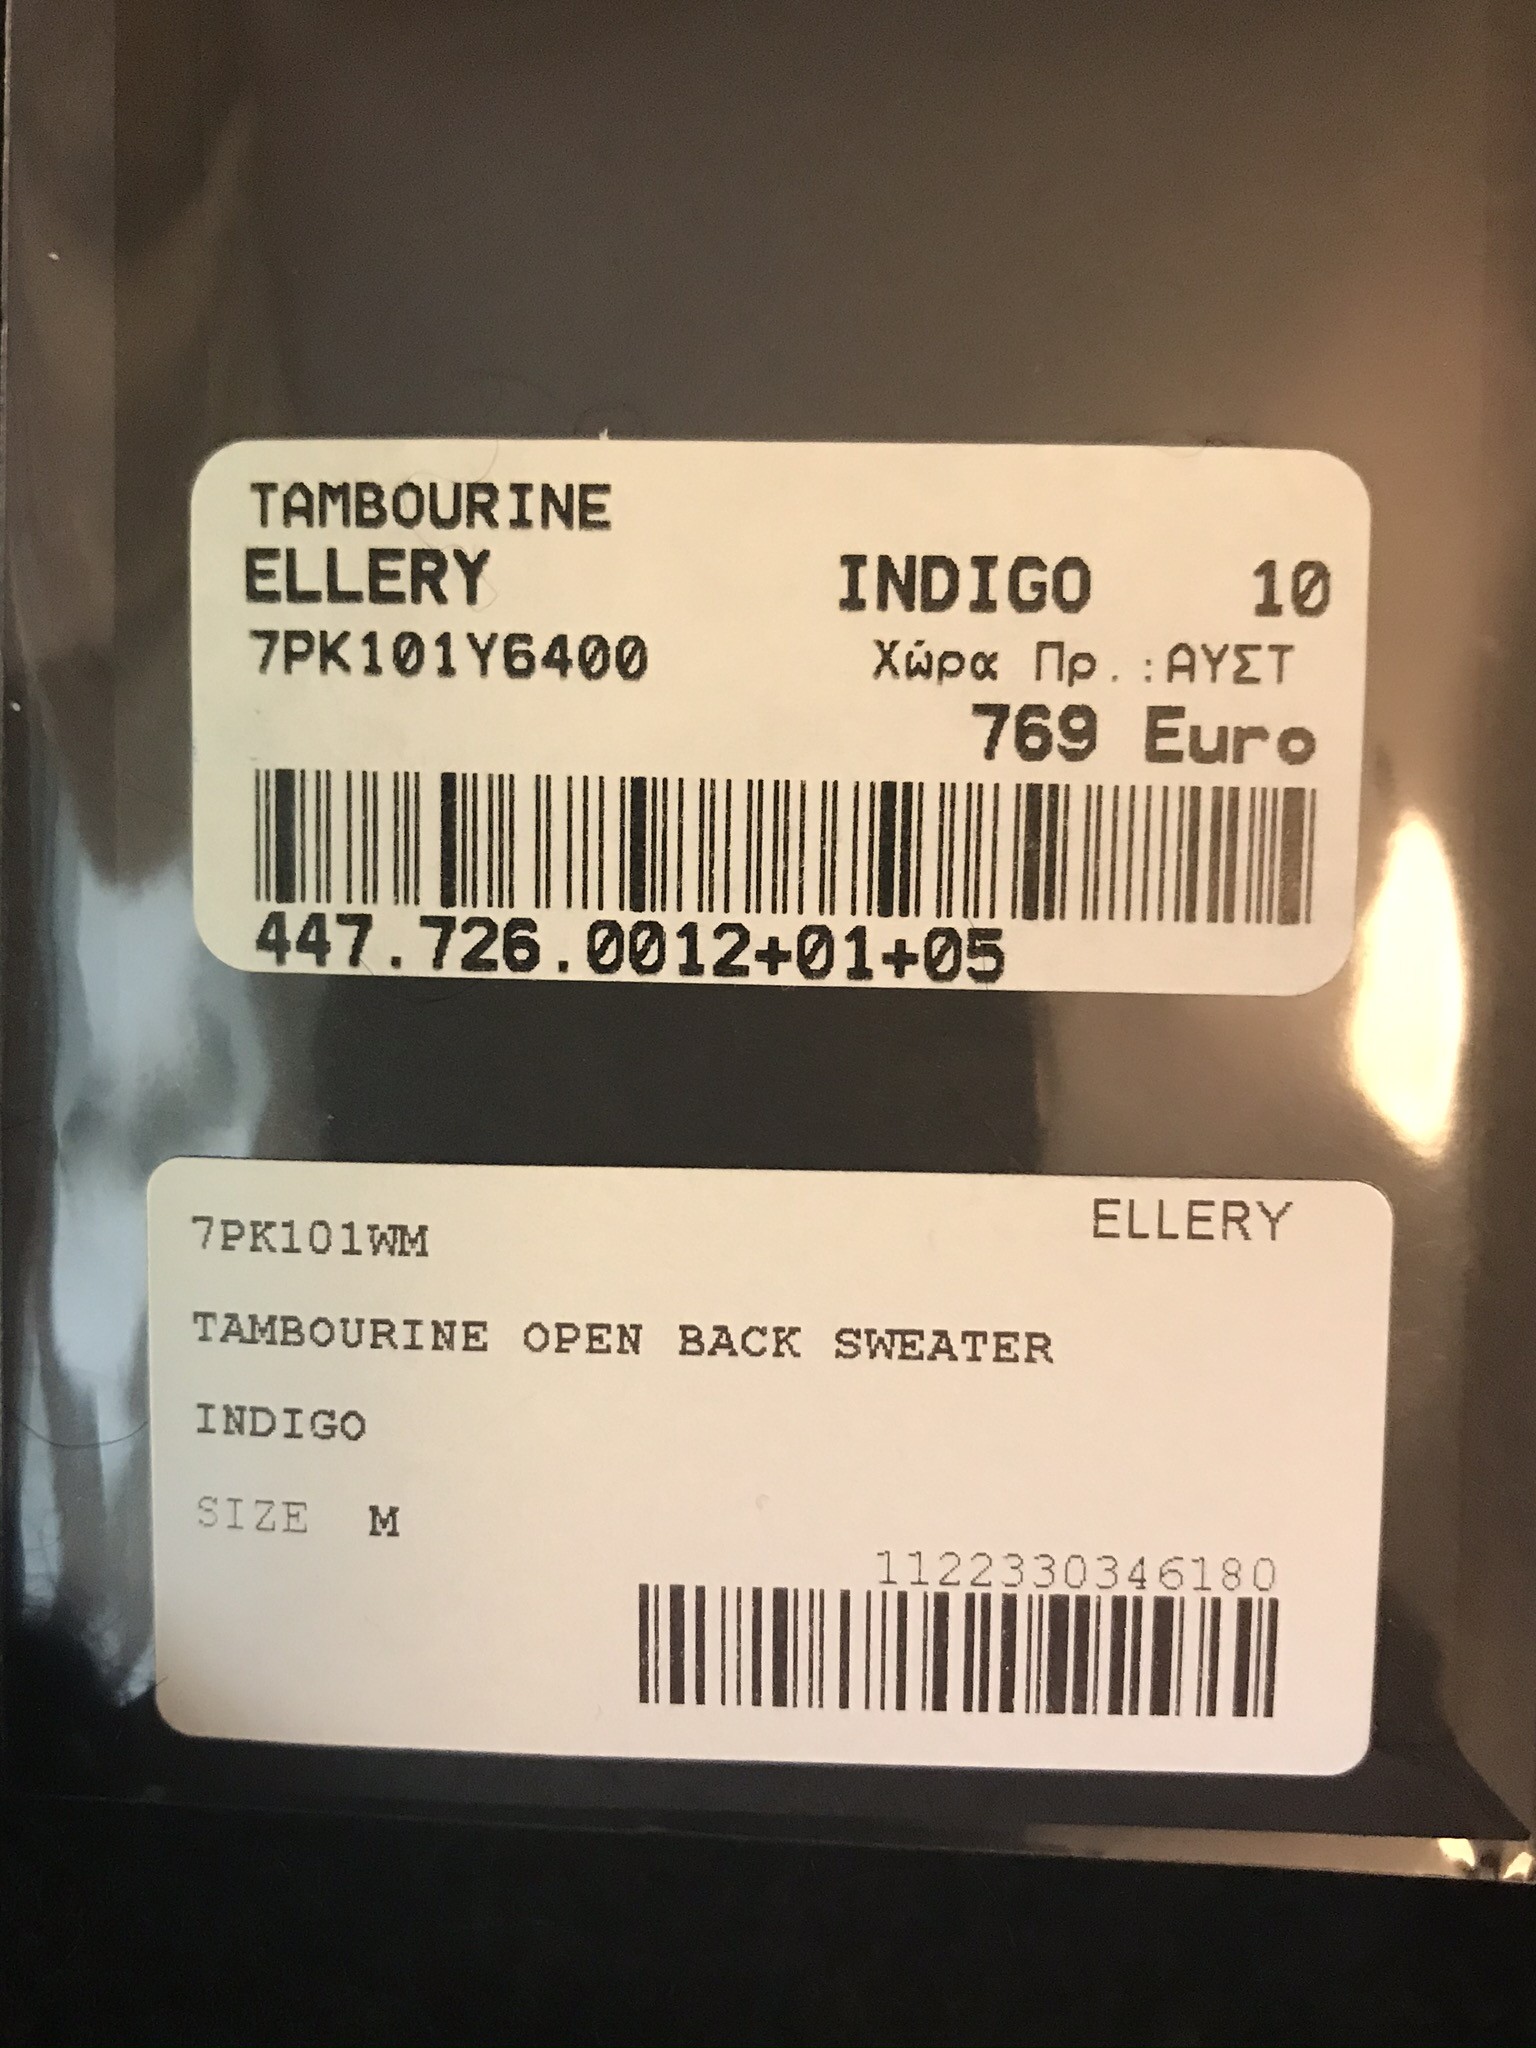 TAMBOURINE
ELLERY INDIGO 10
7PK101Y6400 Χώρα Πρ.:ΑΥΣΤ
769 Euro
447.726.0012+01+05
7PK101WM ELLERY
TAMBOURINE OPEN BACK SWEATER
INDIGO
SIZE M
1122330346180